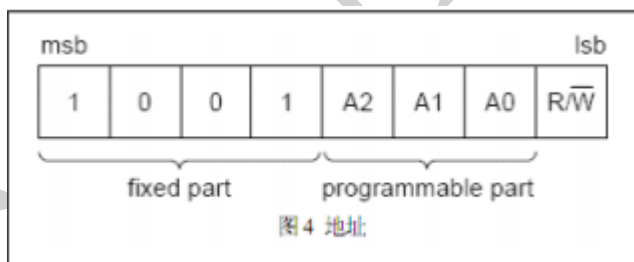 msb lsb
1 0 0 1 A2 A1 A0 R/W̅
fixed part programmable part
图4 地址